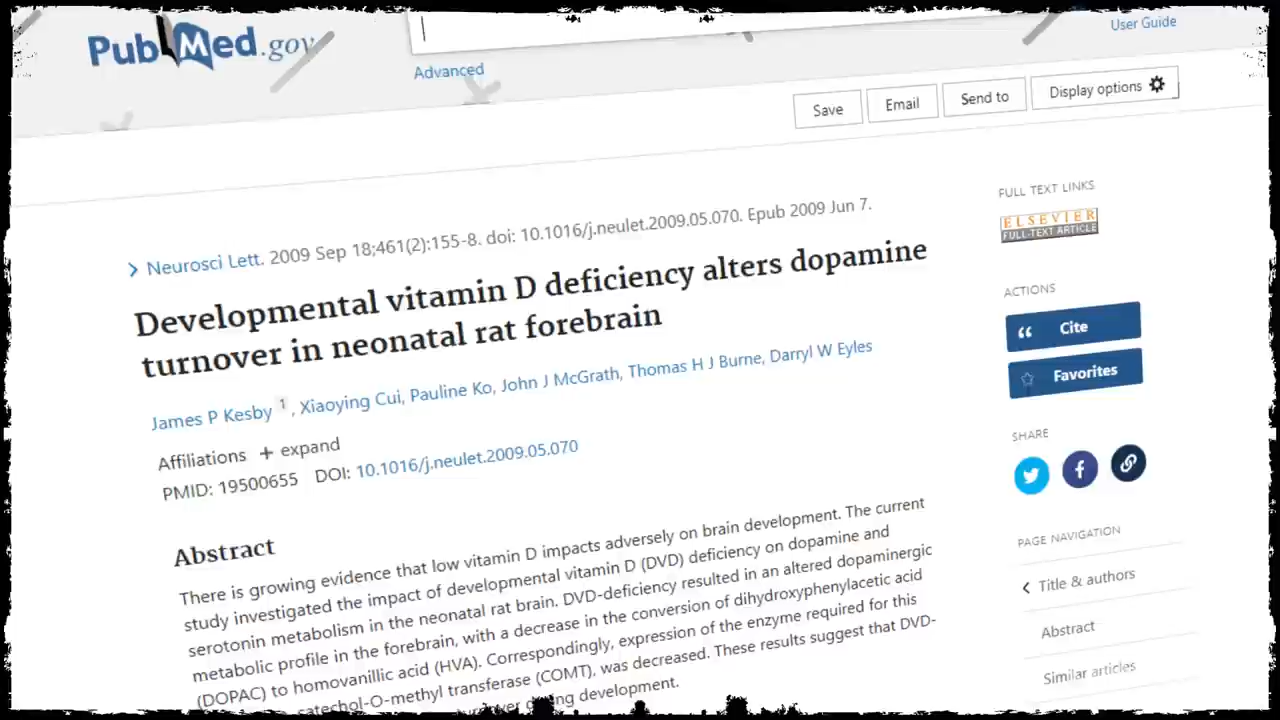 PubMed.gov
User Guide
Advanced
Save Email Send to Display options
FULL TEXT LINKS
ELSEVIER
FULL-TEXT ARTICLE
Neurosci Lett. 2009 Sep 18;461(2):155-8. doi: 10.1016/j.neulet.2009.05.070. Epub 2009 Jun 7.
Developmental vitamin D deficiency alters dopamine
turnover in neonatal rat forebrain
James P Kesby 1 , Xiaoying Cui, Pauline Ko, John J McGrath, Thomas H J Burne, Darryl W Eyles
Affiliations + expand
PMID: 19500655 DOI: 10.1016/j.neulet.2009.05.070
Abstract
There is growing evidence that low vitamin D impacts adversely on brain development. The current
study investigated the impact of developmental vitamin D (DVD) deficiency on dopamine and
serotonin metabolism in the neonatal rat brain. DVD-deficiency resulted in an altered dopaminergic
metabolic profile in the forebrain, with a decrease in the conversion of dihydroxyphenylacetic acid
(DOPAC) to homovanillic acid (HVA). Correspondingly, expression of the enzyme required for this
catechol-O-methyl transferase (COMT), was decreased. These results suggest that DVD-
during development.
ACTIONS
Cite
Favorites
SHARE
PAGE NAVIGATION
Title & authors
Abstract
Similar articles